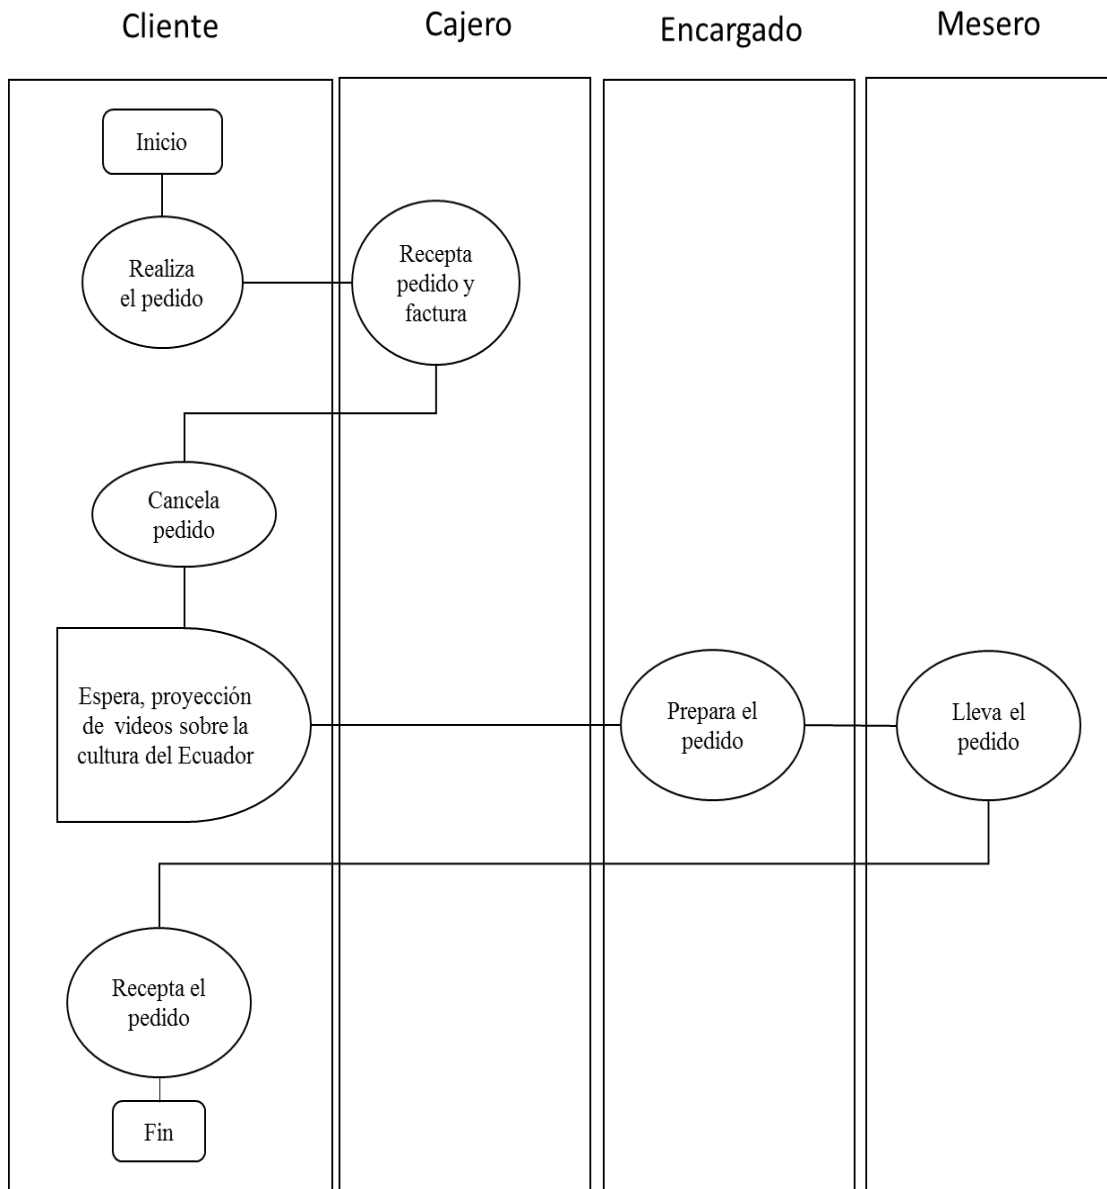 Cliente
Cajero
Encargado
Mesero
Inicio
Realiza
el pedido
Recepta
pedido y
factura
Cancela
pedido
Espera, proyección
de videos sobre la
cultura del Ecuador
Prepara el
pedido
Lleva el
pedido
Recepta el
pedido
Fin